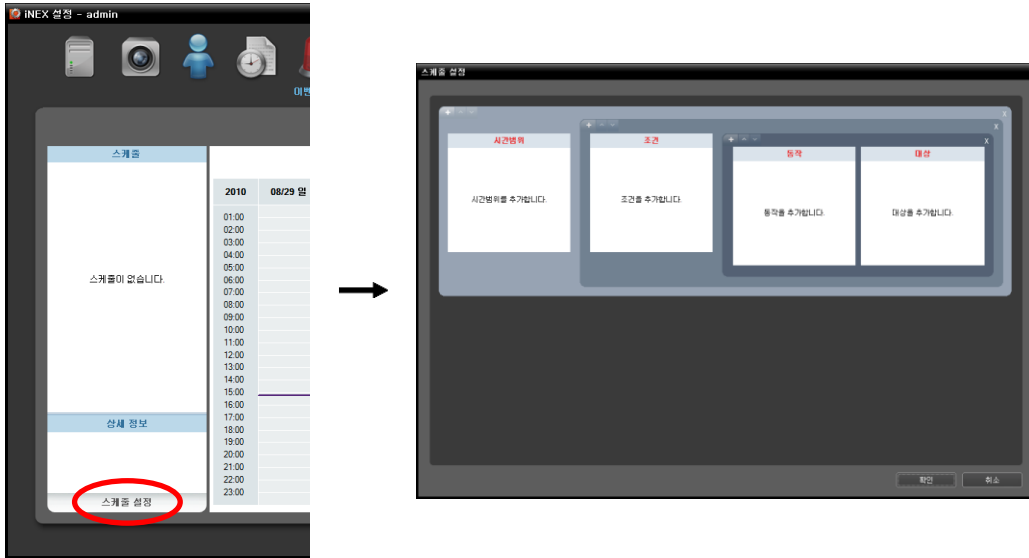 iNEX 설정 - admin
이벤
스케줄
스케줄이 없습니다.
상세 정보
스케줄 설정
2010 08/29 일
01:00
02:00
03:00
04:00
05:00
06:00
07:00
08:00
09:00
10:00
11:00
12:00
13:00
14:00
15:00
16:00
17:00
18:00
19:00
20:00
21:00
22:00
23:00
스케줄 설정
x
x
x
시간범위
시간범위를 추가합니다.
조건
조건을 추가합니다.
동작
동작을 추가합니다.
대상
대상을 추가합니다.
확인
취소